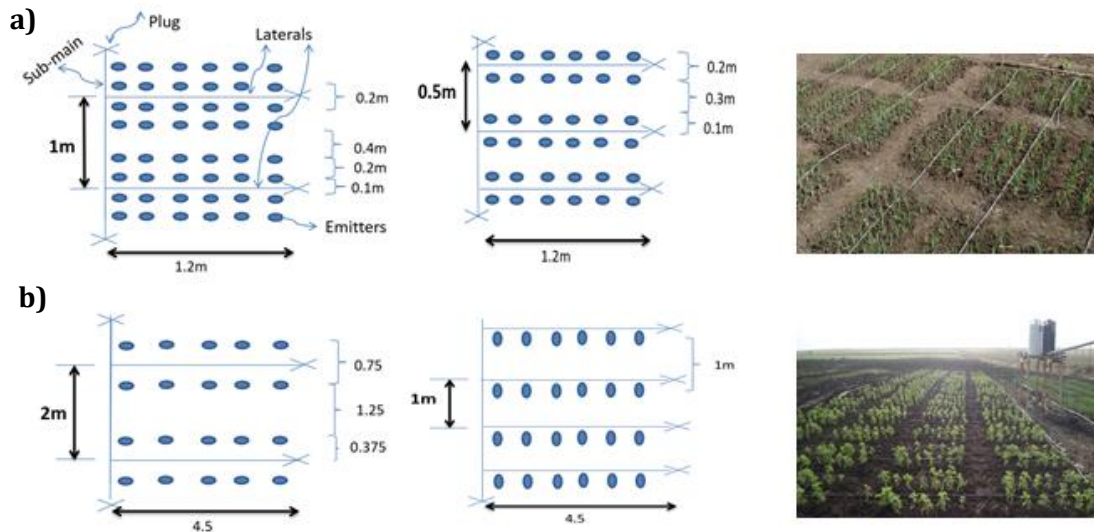 a)
Plug
Sub-main
Laterals
0.2m
1m
0.4m
0.2m
0.1m
Emitters
1.2m
0.5m
0.2m
0.3m
0.1m
1.2m
b)
2m
0.75
1.25
0.375
4.5
1m
1m
4.5